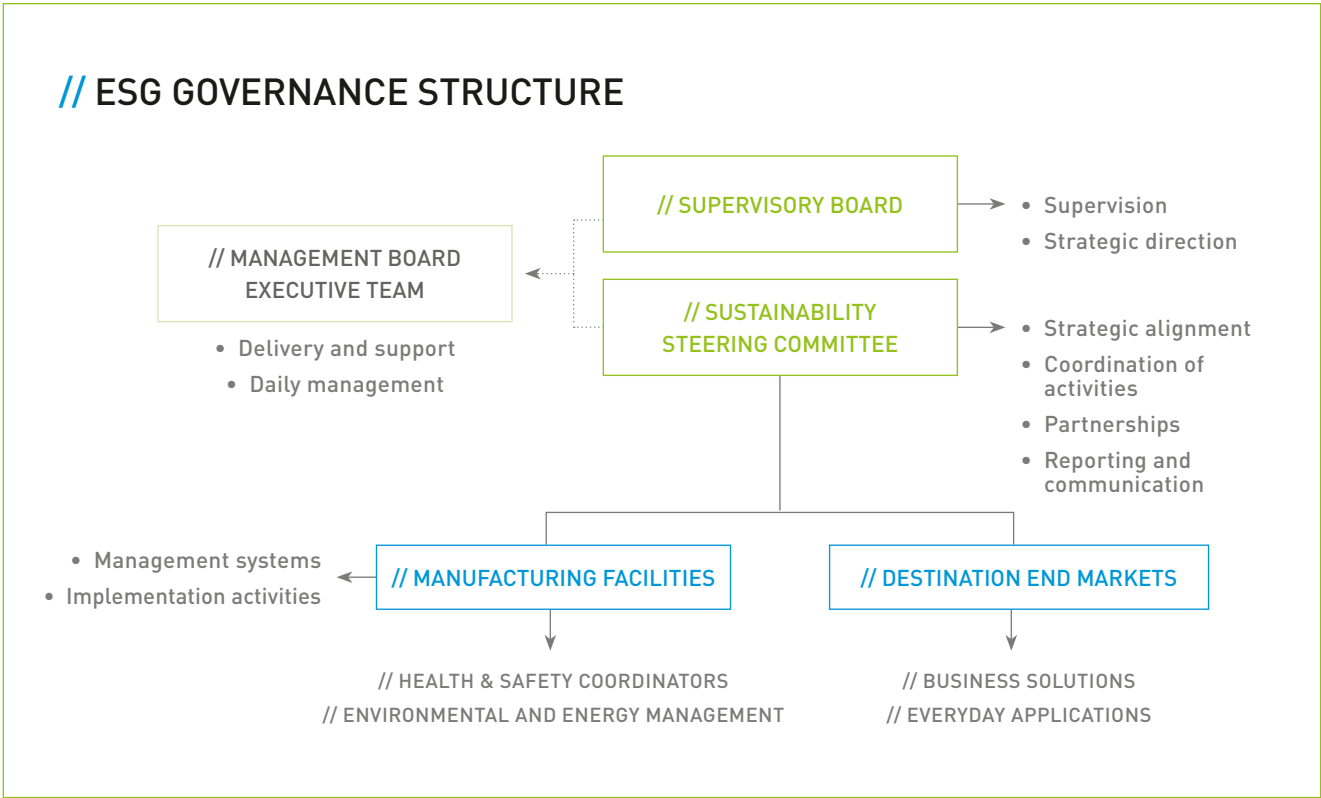 // ESG GOVERNANCE STRUCTURE
// SUPERVISORY BOARD
• Supervision
• Strategic direction
// MANAGEMENT BOARD
EXECUTIVE TEAM
• Delivery and support
• Daily management
// SUSTAINABILITY
STEERING COMMITTEE
• Strategic alignment
• Coordination of
activities
• Partnerships
• Reporting and
communication
• Management systems
• Implementation activities
// MANUFACTURING FACILITIES
// HEALTH & SAFETY COORDINATORS
// ENVIRONMENTAL AND ENERGY MANAGEMENT
// DESTINATION END MARKETS
// BUSINESS SOLUTIONS
// EVERYDAY APPLICATIONS